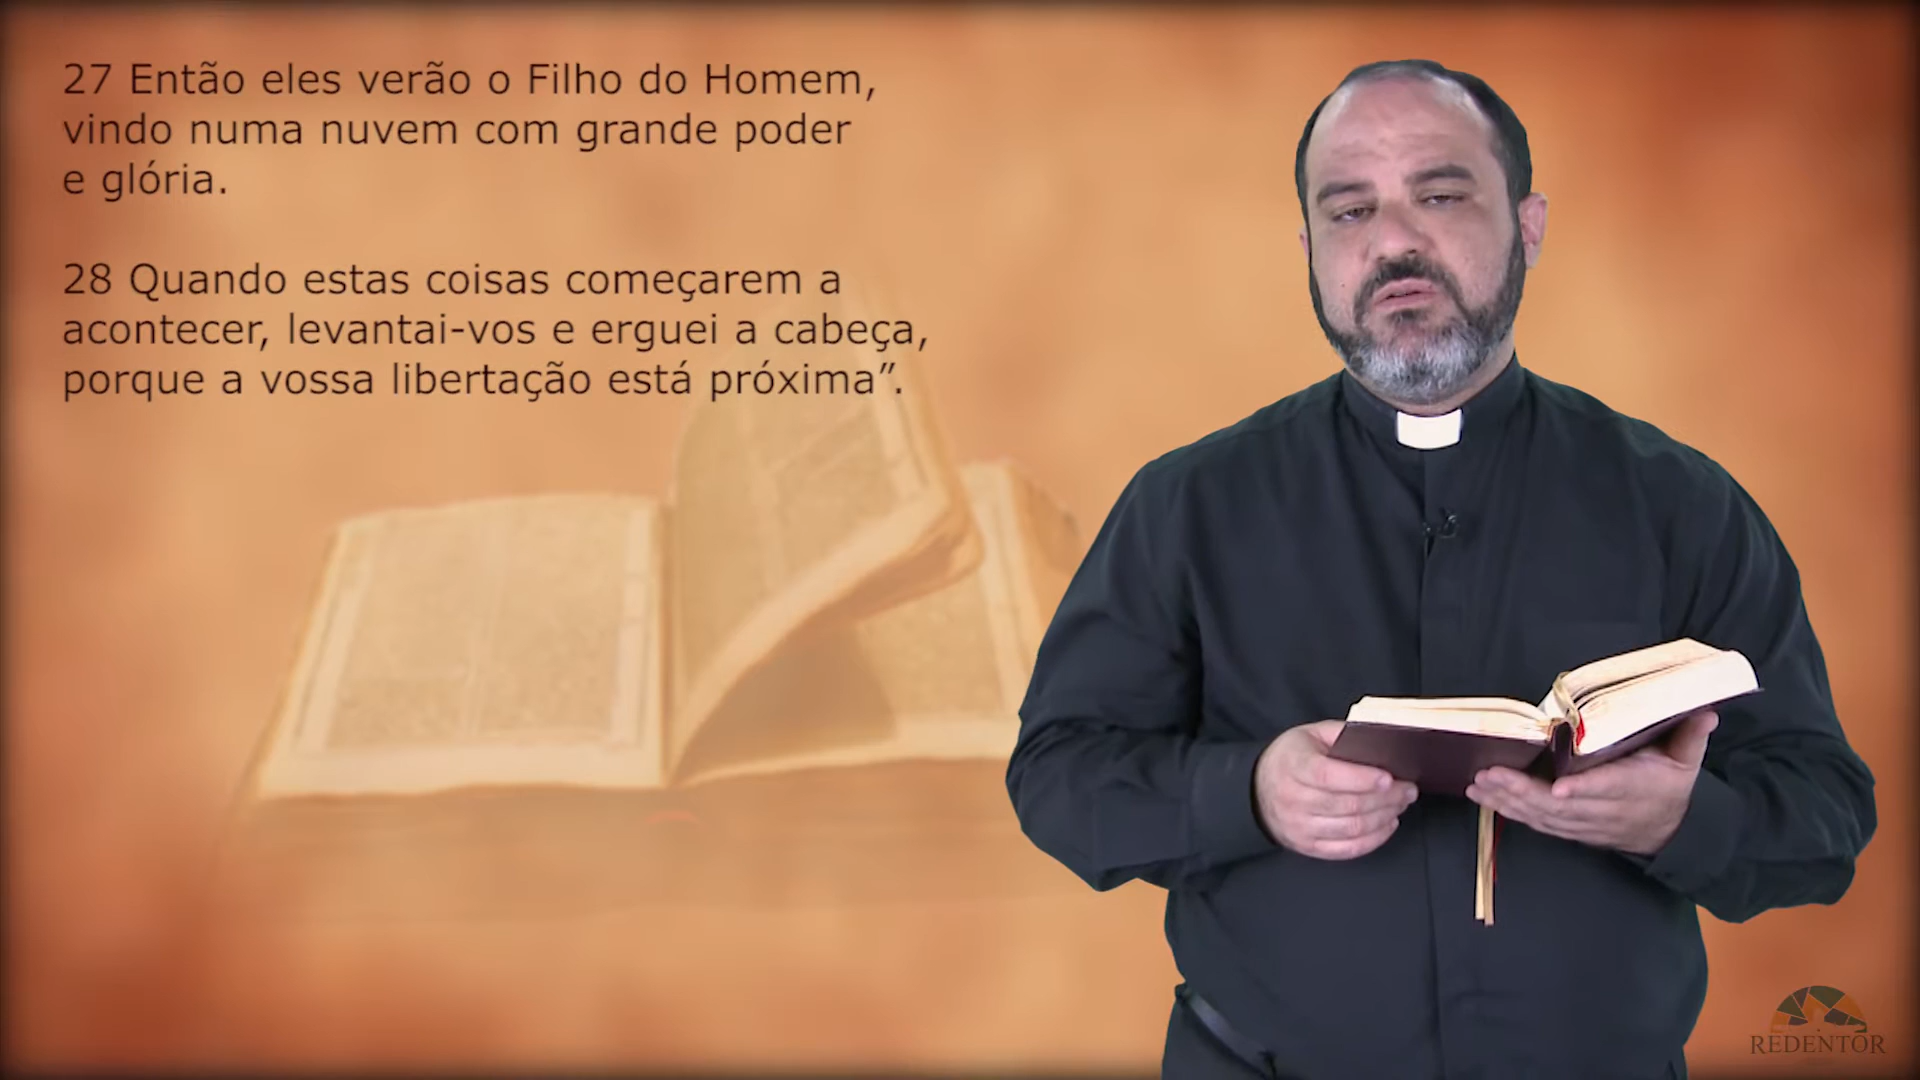 27 Então eles verão o Filho do Homem,
vindo numa nuvem com grande poder
e glória.
28 Quando estas coisas começarem a
acontecer, levantai-vos e erguei a cabeça,
porque a vossa libertação está próxima”.
REDENTOR